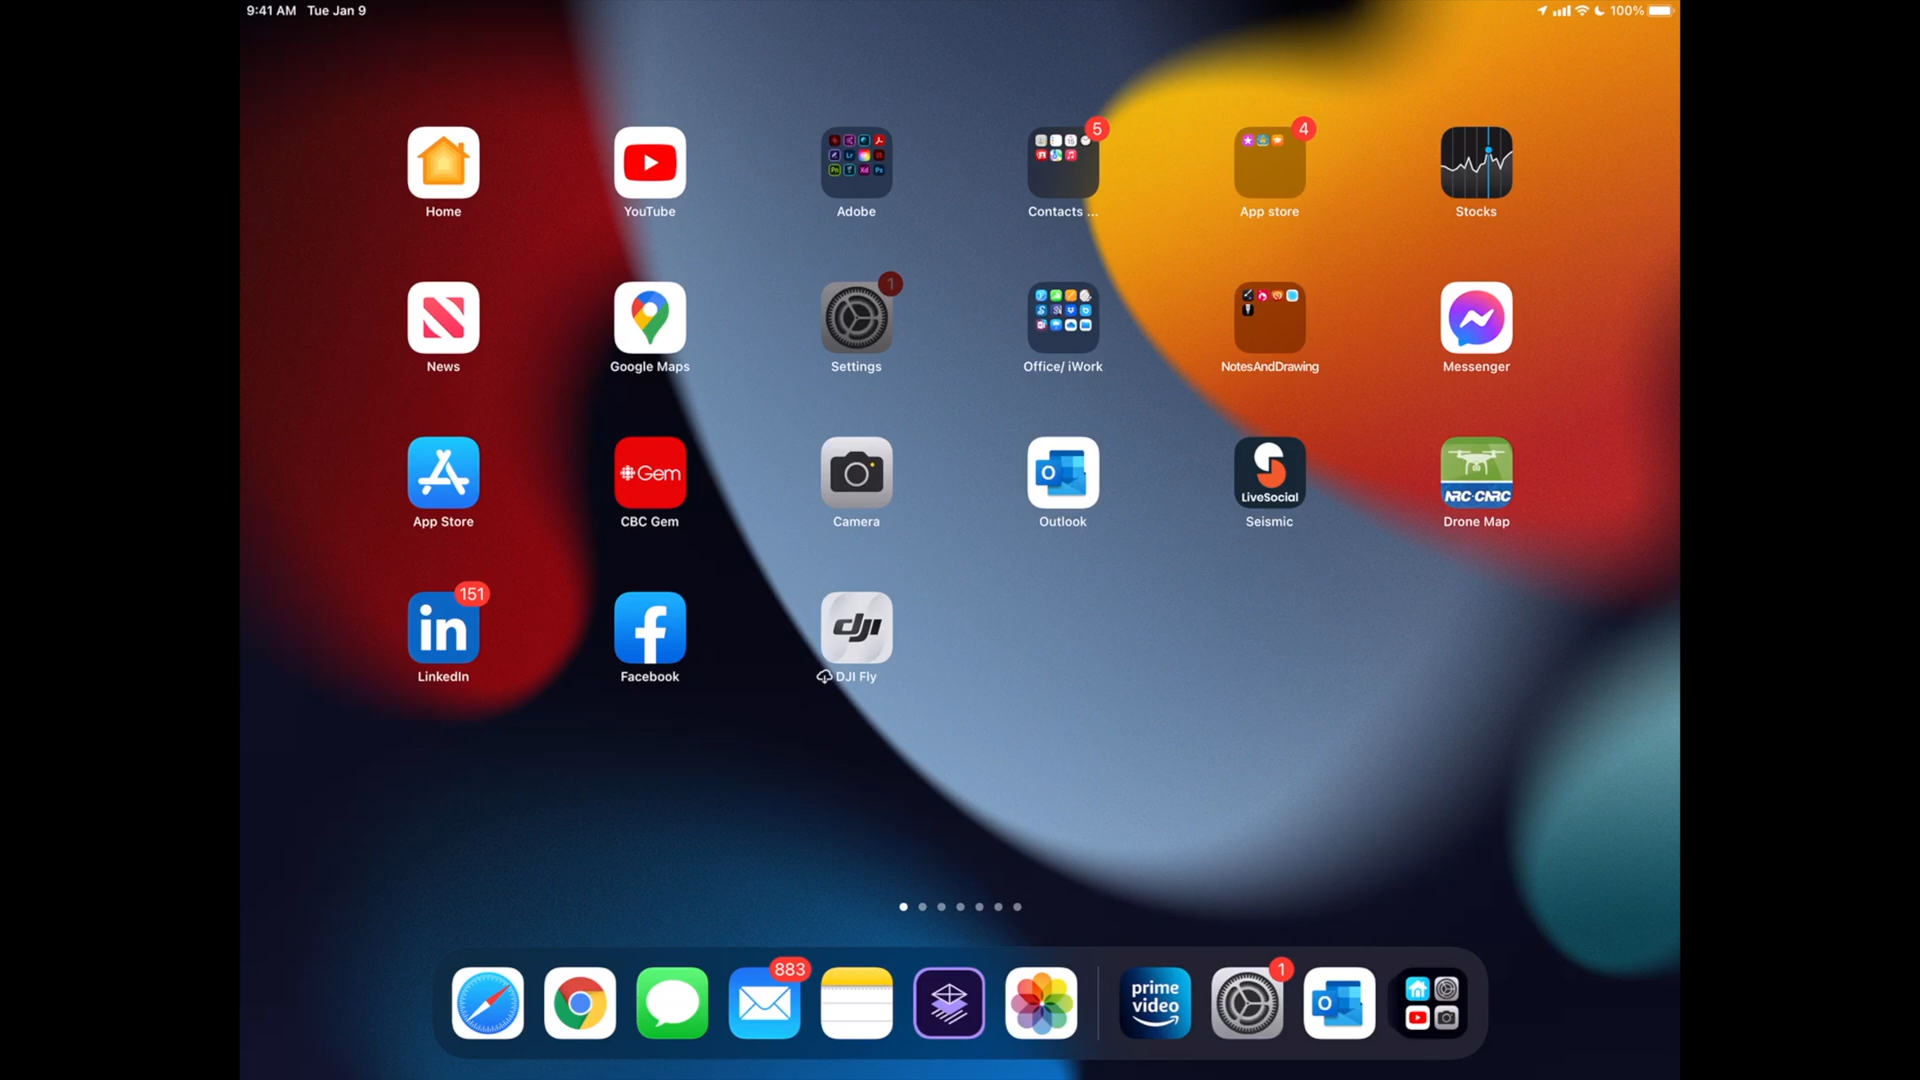 9:41 AM Tue Jan 9
100%
5
4
Home
YouTube
Adobe
Contacts ...
App store
Stocks
1
News
Google Maps
Settings
Office/ iWork
NotesAndDrawing
Messenger
Gem
LiveSocial
NRC·CNRC
App Store
CBC Gem
Camera
Outlook
Seismic
Drone Map
151
in
dji
LinkedIn
Facebook
DJI Fly
883
prime
video
1